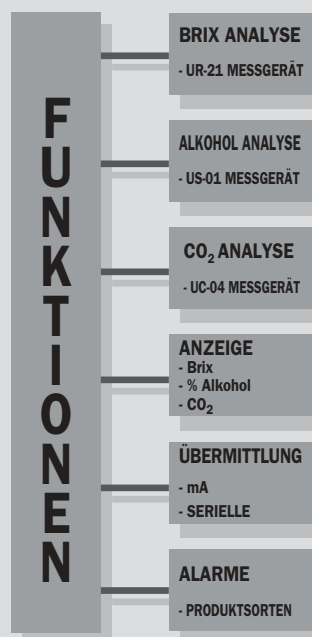 FUNKTIONEN
BRIX ANALYSE
- UR-21 MESSGERÄT
ALKOHOL ANALYSE
- US-01 MESSGERÄT
CO₂ ANALYSE
- UC-04 MESSGERÄT
ANZEIGE
- Brix
- % Alkohol
- CO₂
ÜBERMITTLUNG
- mA
- SERIELLE
ALARME
- PRODUKTSORTEN